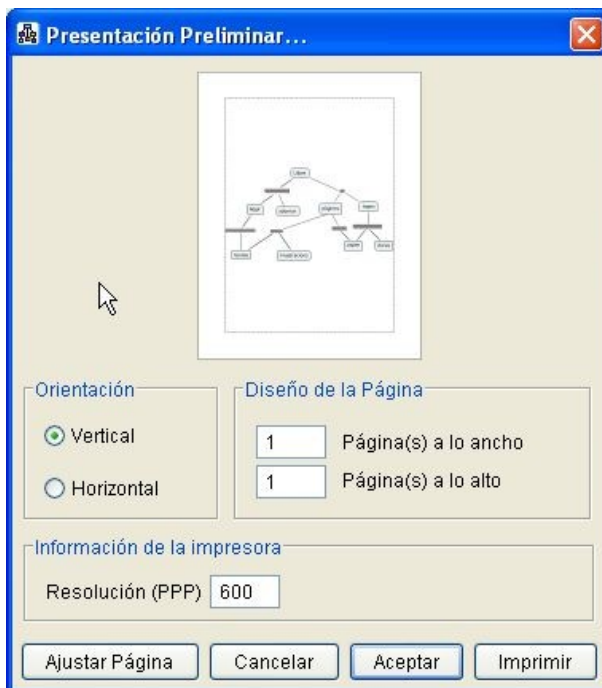 Presentación Preliminar...
Orientación
Vertical
Horizontal
Diseño de la Página
1 Página(s) a lo ancho
1 Página(s) a lo alto
Información de la impresora
Resolución (PPP) 600
Ajustar Página Cancelar Aceptar Imprimir